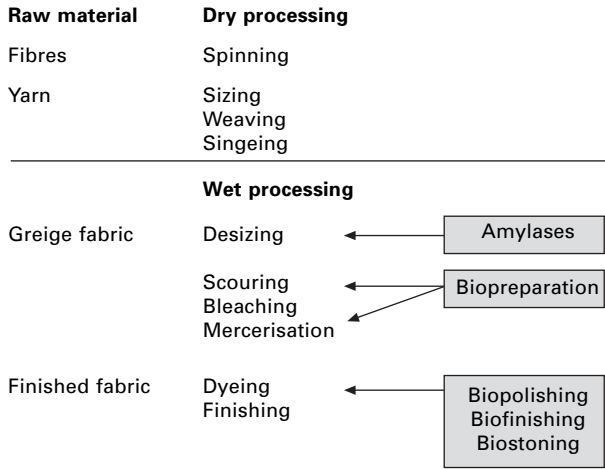 Raw material Dry processing
Fibres Spinning
Yarn Sizing
Weaving
Singeing
Wet processing
Greige fabric Desizing Amylases
Scouring Biopreparation
Bleaching
Mercerisation
Finished fabric Dyeing Biopolishing
Finishing Biofinishing
Biostoning